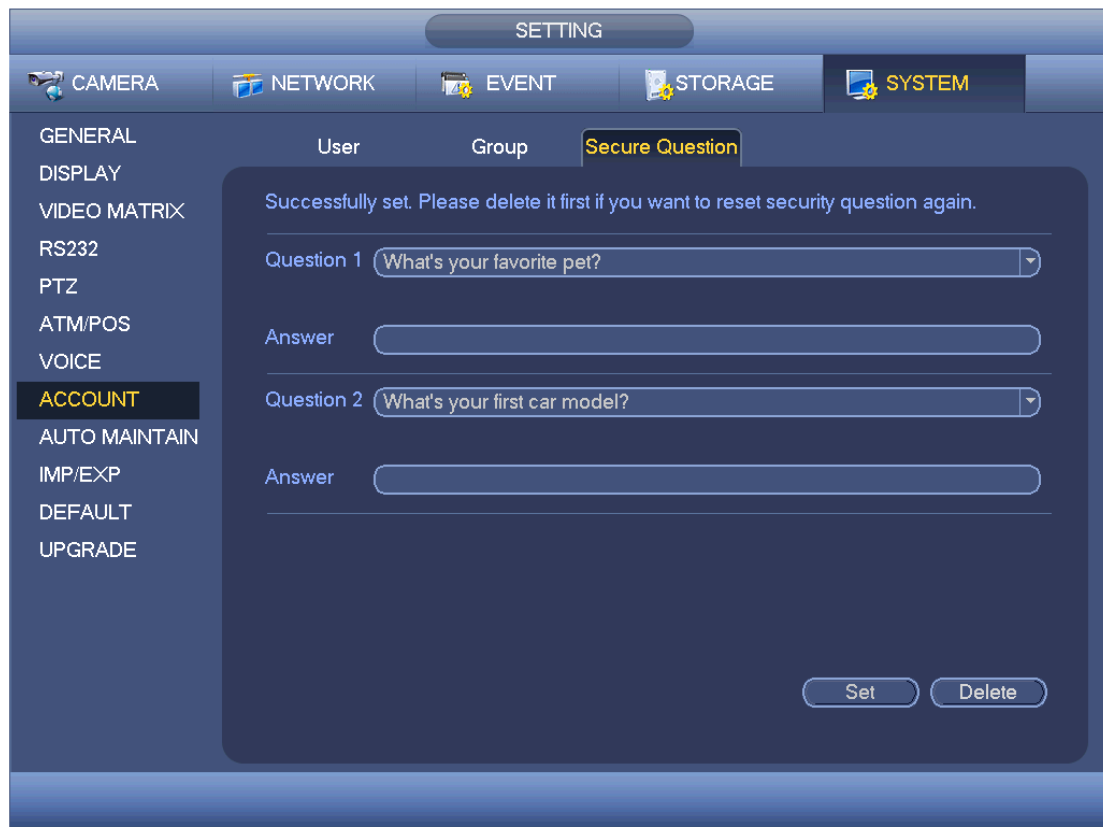 SETTING
CAMERA NETWORK EVENT STORAGE SYSTEM
GENERAL
DISPLAY
VIDEO MATRIX
RS232
PTZ
ATM/POS
VOICE
ACCOUNT
AUTO MAINTAIN
IMP/EXP
DEFAULT
UPGRADE
User Group Secure Question
Successfully set. Please delete it first if you want to reset security question again.
Question 1 What's your favorite pet?
Answer
Question 2 What's your first car model?
Answer
Set Delete